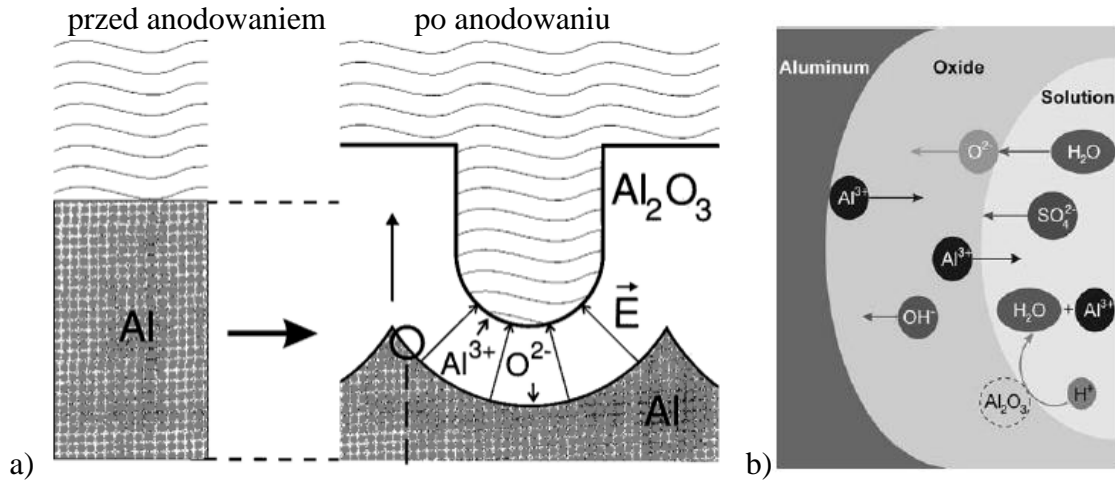 przed anodowaniem
po anodowaniu
Al
Al₂O₃
E
Al³⁺ O²⁻
Al
a)
Aluminum Oxide
Solution
O²⁻ H₂O
Al³⁺
SO₄²⁻
Al³⁺
H₂O + Al³⁺
OH⁻
Al₂O₃ H⁺
b)